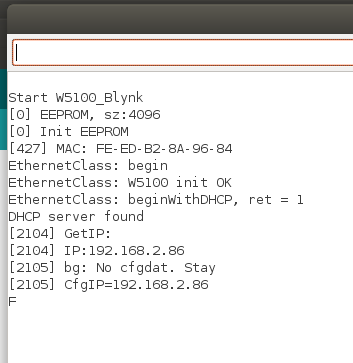 Start W5100_Blynk
[0] EEPROM, sz:4096
[0] Init EEPROM
[427] MAC: FE-ED-B2-8A-96-84
EthernetClass: begin
EthernetClass: W5100 init OK
EthernetClass: beginWithDHCP, ret = 1
DHCP server found
[2104] GetIP:
[2104] IP:192.168.2.86
[2105] bg: No cfgdat. Stay
[2105] CfgIP=192.168.2.86
F